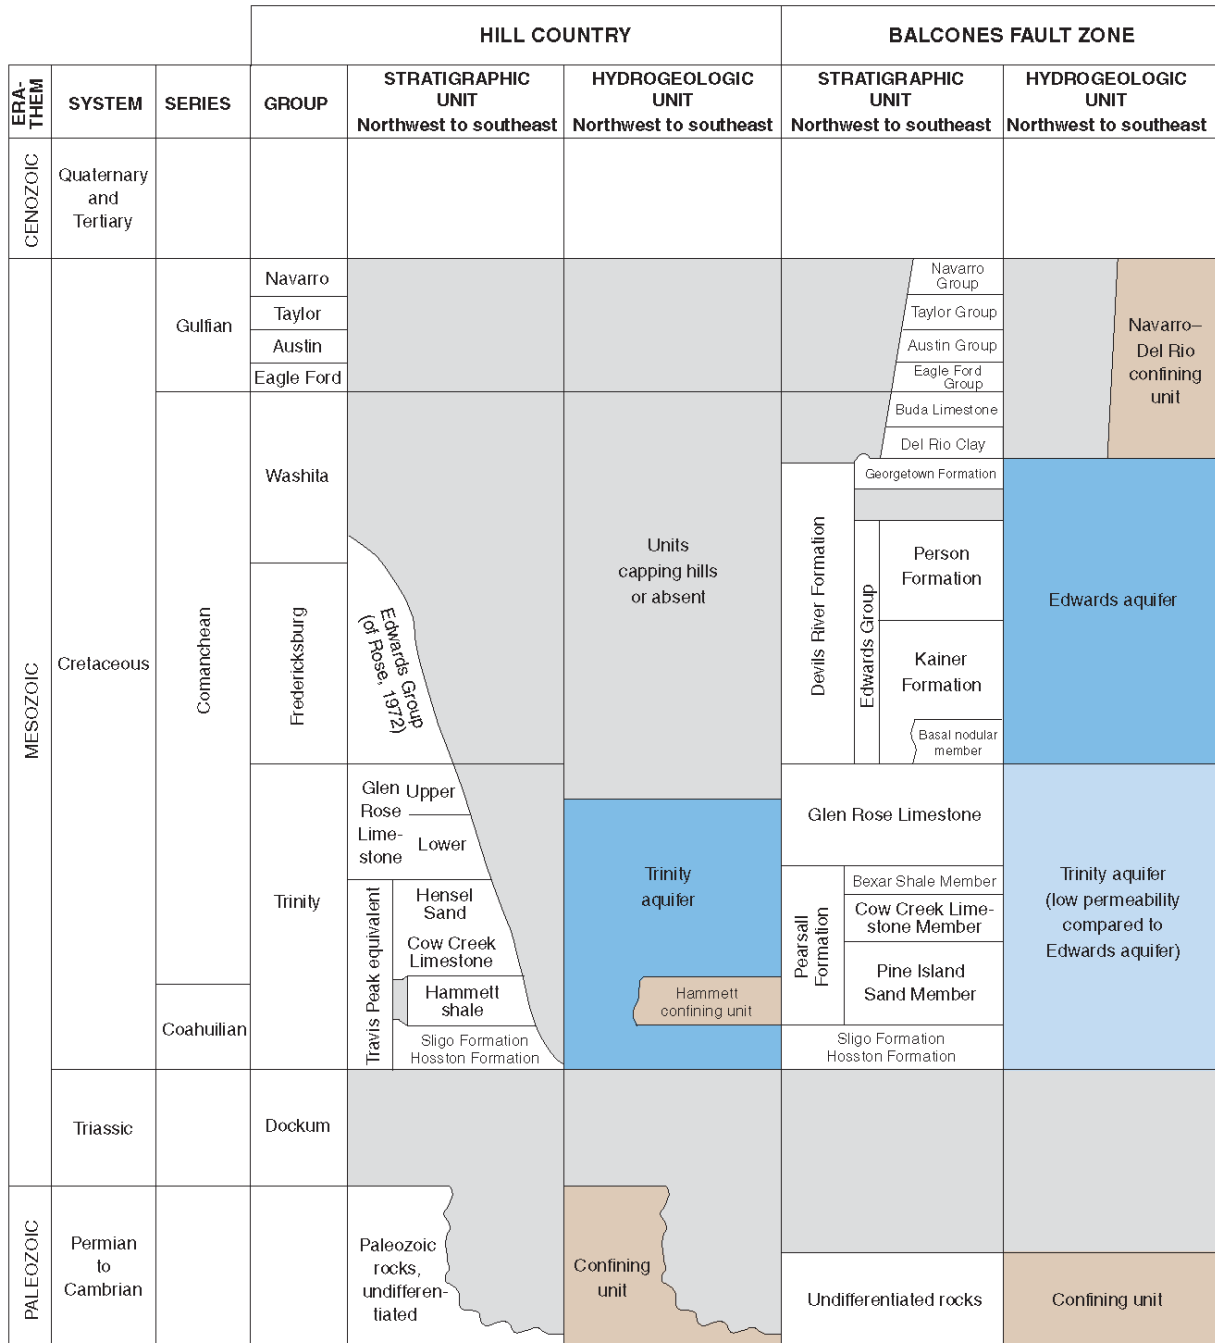 HILL COUNTRY
BALCONES FAULT ZONE
ERA-
THEM
SYSTEM
SERIES
GROUP
STRATIGRAPHIC
UNIT
Northwest to southeast
HYDROGEOLOGIC
UNIT
Northwest to southeast
STRATIGRAPHIC
UNIT
Northwest to southeast
HYDROGEOLOGIC
UNIT
Northwest to southeast
CENOZOIC
Quaternary
and
Tertiary
MESOZOIC
Cretaceous
Gulfian
Navarro
Taylor
Austin
Eagle Ford
Navarro
Group
Taylor Group
Austin Group
Eagle Ford
Group
Navarro–
Del Rio
confining
unit
Comanchean
Washita
Buda Limestone
Del Rio Clay
Georgetown Formation
Fredericksburg
Edwards Group
(of Rose, 1972)
Units
capping hills
or absent
Devils River Formation
Edwards Group
Person
Formation
Kainer
Formation
Basal nodular
member
Edwards aquifer
Trinity
Glen
Rose
Lime-
stone
Upper
Lower
Travis Peak equivalent
Hensel
Sand
Cow Creek
Limestone
Hammett
shale
Sligo Formation
Hosston Formation
Trinity
aquifer
Hammett
confining unit
Glen Rose Limestone
Pearsall
Formation
Bexar Shale Member
Cow Creek Lime-
stone Member
Pine Island
Sand Member
Sligo Formation
Hosston Formation
Trinity aquifer
(low permeability
compared to
Edwards aquifer)
Coahuilian
Triassic
Dockum
PALEOZOIC
Permian
to
Cambrian
Paleozoic
rocks,
undifferen-
tiated
Confining
unit
Undifferentiated rocks
Confining unit